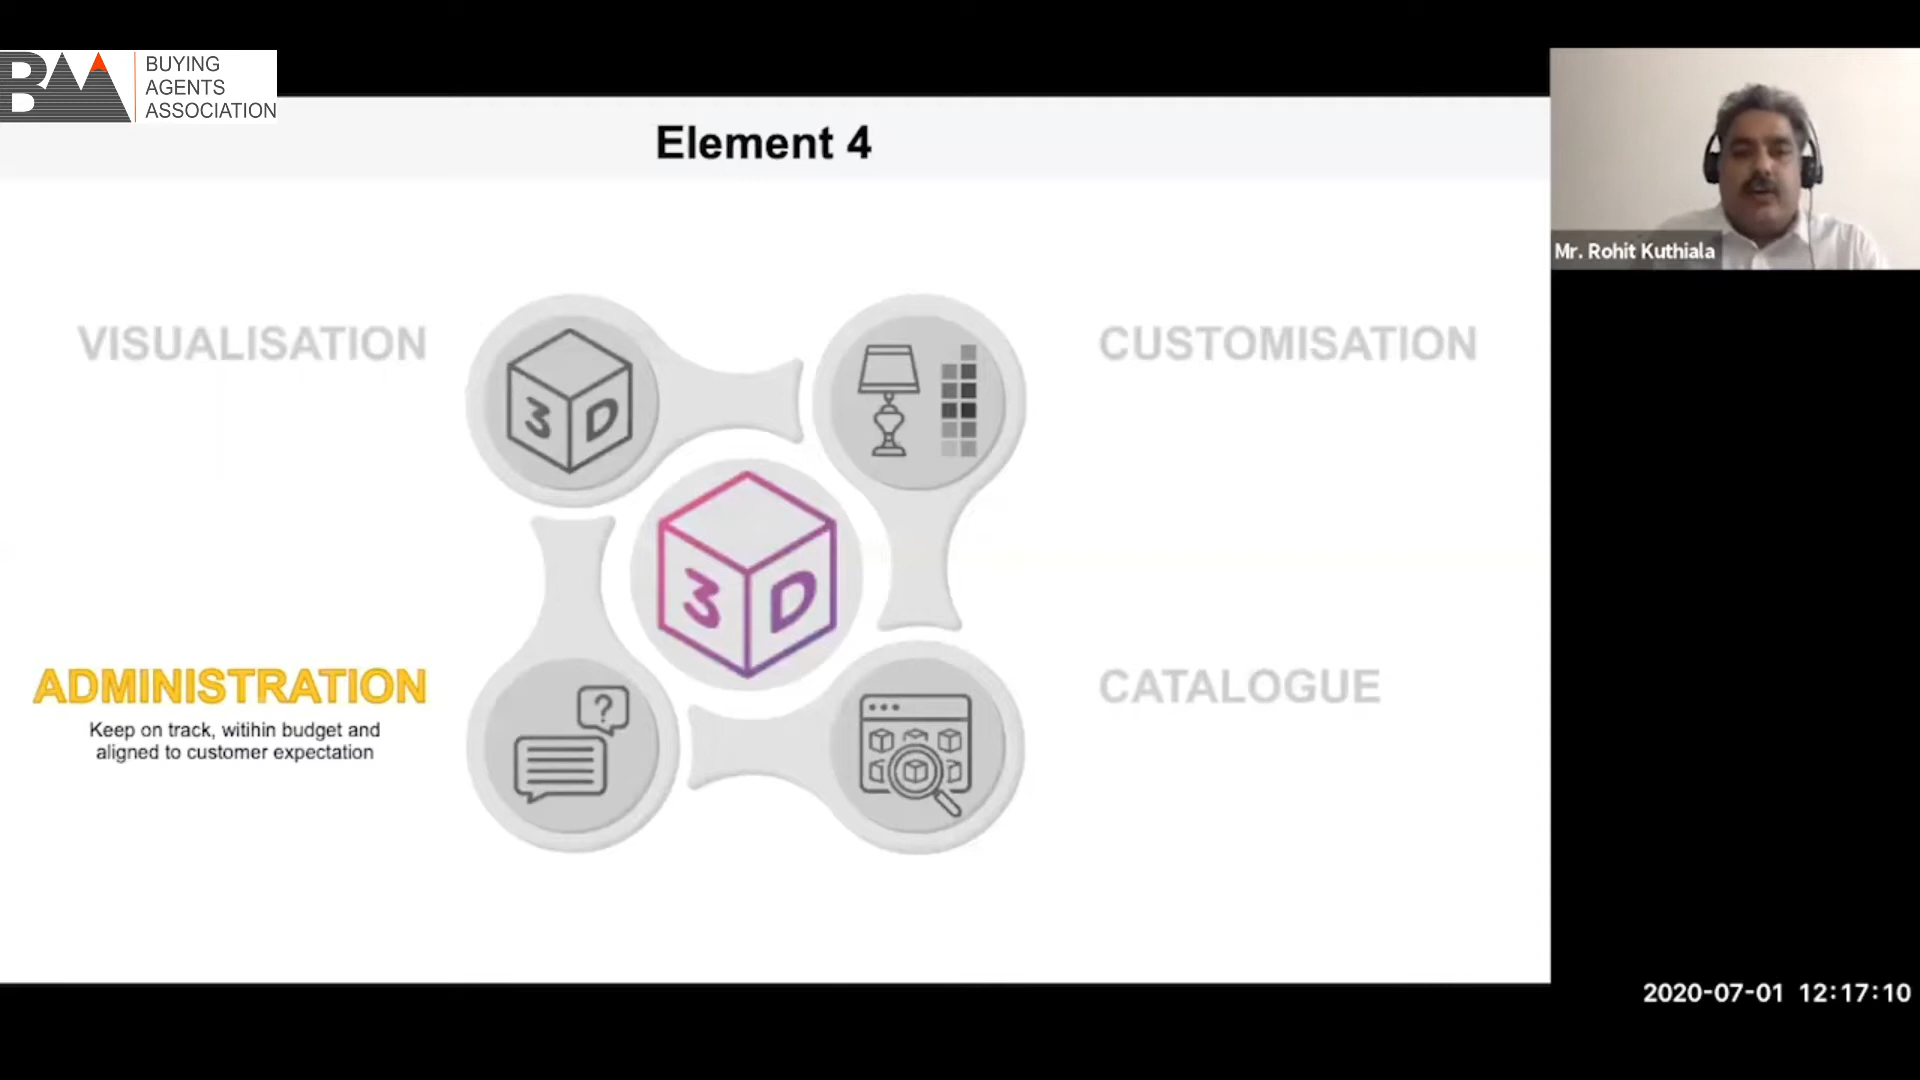 BAA
BUYING
AGENTS
ASSOCIATION
Element 4
Mr. Rohit Kuthiala
VISUALISATION
CUSTOMISATION
3 D
3 D
ADMINISTRATION
Keep on track, witihin budget and
aligned to customer expectation
?
CATALOGUE
2020-07-01 12:17:10